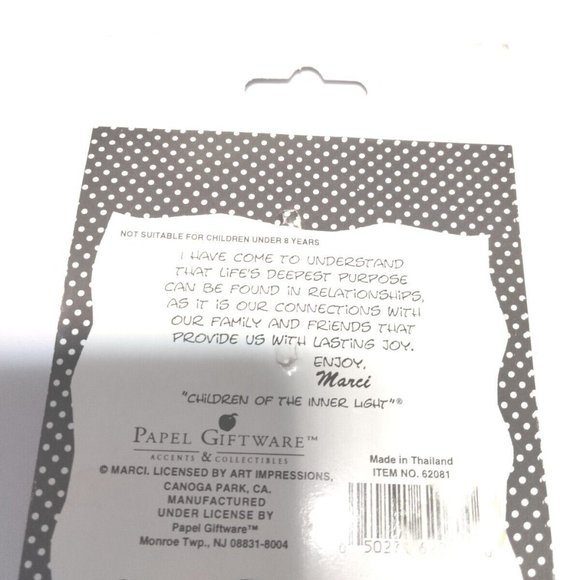 NOT SUITABLE FOR CHILDREN UNDER 8 YEARS
I HAVE COME TO UNDERSTAND
THAT LIFE'S DEEPEST PURPOSE
CAN BE FOUND IN RELATIONSHIPS,
AS IT IS OUR CONNECTIONS WITH
OUR FAMILY AND FRIENDS THAT
PROVIDE US WITH LASTING JOY.
ENJOY,
Marci
"CHILDREN OF THE INNER LIGHT"®
PAPEL GIFTWARE™
ACCENTS & COLLECTIBLES
© MARCI. LICENSED BY ART IMPRESSIONS,
CANOGA PARK, CA.
MANUFACTURED
UNDER LICENSE BY
Papel Giftware™
Monroe Twp., NJ 08831-8004
Made in Thailand
ITEM NO. 62081